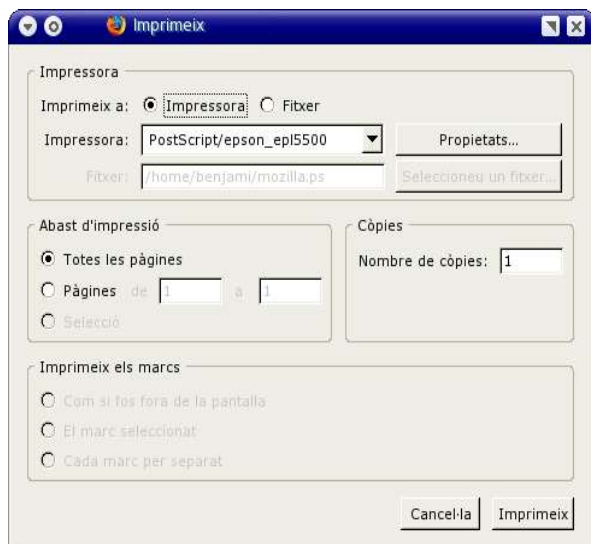 Imprimeix
Impressora
Imprimeix a: Impressora Fitxer
Impressora: PostScript/epson_epl5500 Propietats...
Fitxer: /home/benjami/mozilla.ps Seleccioneu un fitxer...
Abast d'impressió
Totes les pàgines
Pàgines de 1 a 1
Selecció
Còpies
Nombre de còpies: 1
Imprimeix els marcs
Com si fos fora de la pantalla
El marc seleccionat
Cada marc per separat
Cancel·la Imprimeix